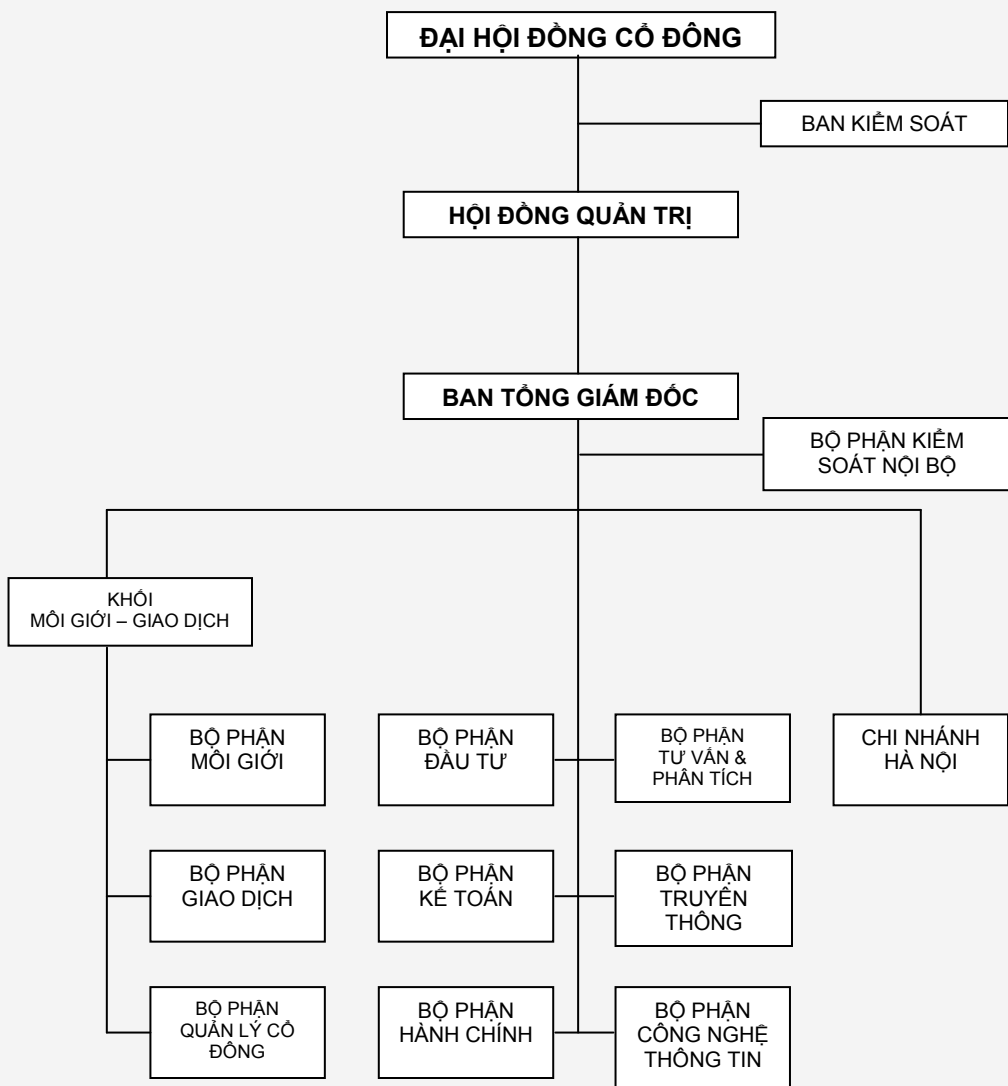 ĐẠI HỘI ĐỒNG CỔ ĐÔNG
BAN KIỂM SOÁT
HỘI ĐỒNG QUẢN TRỊ
BAN TỔNG GIÁM ĐỐC
BỘ PHẬN KIỂM
SOÁT NỘI BỘ
KHỐI
MÔI GIỚI – GIAO DỊCH
BỘ PHẬN
MÔI GIỚI
BỘ PHẬN
ĐẦU TƯ
BỘ PHẬN
TƯ VẤN &
PHÂN TÍCH
CHI NHÁNH
HÀ NỘI
BỘ PHẬN
GIAO DỊCH
BỘ PHẬN
KẾ TOÁN
BỘ PHẬN
TRUYỀN
THÔNG
BỘ PHẬN
QUẢN LÝ CỔ
ĐÔNG
BỘ PHẬN
HÀNH CHÍNH
BỘ PHẬN
CÔNG NGHỆ
THÔNG TIN